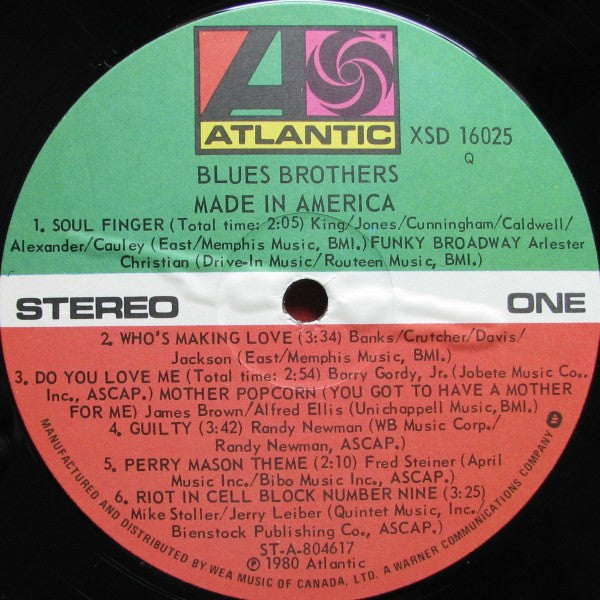 ATLANTIC
XSD 16025
Q
BLUES BROTHERS
MADE IN AMERICA
1. SOUL FINGER (Total time: 2:05) King/Jones/Cunningham/Caldwell/
Alexander/Cauley (East/Memphis Music, BMI.) FUNKY BROADWAY Arlester
Christian (Drive-In Music/Routeen Music, BMI.)
STEREO
ONE
2. WHO'S MAKING LOVE (3:34) Banks/Crutcher/Davis/
Jackson (East/Memphis Music, BMI.)
3. DO YOU LOVE ME (Total time: 2:54) Barry Gordy, Jr. (Jobete Music Co.,
Inc., ASCAP.) MOTHER POPCORN (YOU GOT TO HAVE A MOTHER
FOR ME) James Brown/Alfred Ellis (Unichappell Music, BMI.)
4. GUILTY (3:42) Randy Newman (WB Music Corp./
Randy Newman, ASCAP.)
5. PERRY MASON THEME (2:10) Fred Steiner (April
Music Inc./Bibo Music Inc., ASCAP.)
6. RIOT IN CELL BLOCK NUMBER NINE (3:25)
Mike Stoller/Jerry Leiber (Quintet Music, Inc./
Bienstock Publishing Co., ASCAP.)
ST-A-804617
℗ 1980 Atlantic
MANUFACTURED AND DISTRIBUTED BY WEA MUSIC OF CANADA, LTD. A WARNER COMMUNICATIONS COMPANY